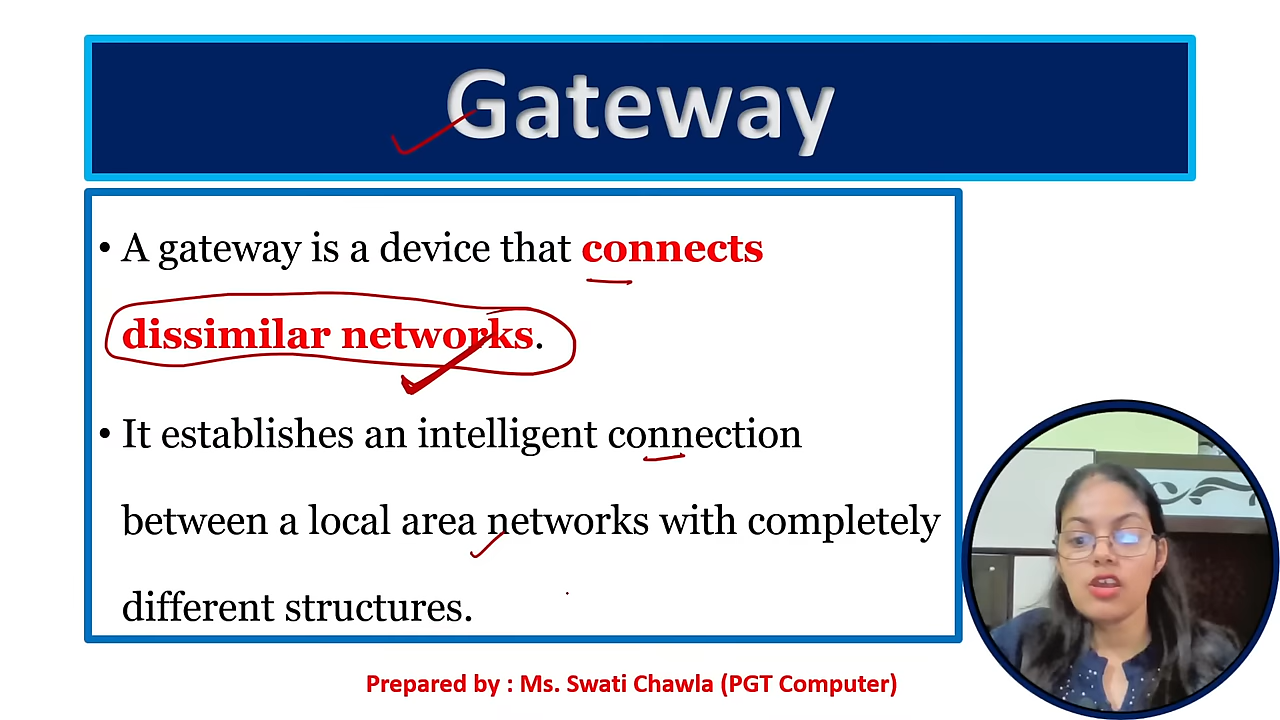 Gateway
• A gateway is a device that connects
dissimilar networks.
• It establishes an intelligent connection
between a local area networks with completely
different structures.
Prepared by : Ms. Swati Chawla (PGT Computer)